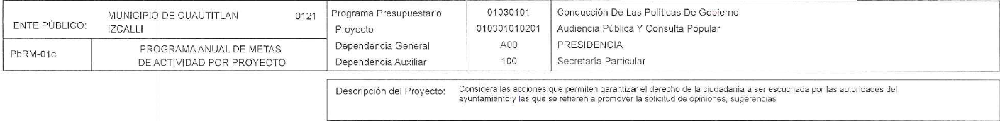 ENTE PÚBLICO: MUNICIPIO DE CUAUTITLAN IZCALLI 0121
PbRM-01c PROGRAMA ANUAL DE METAS
DE ACTIVIDAD POR PROYECTO
Programa Presupuestario 01030101 Conducción De Las Políticas De Gobierno
Proyecto 010301010201 Audiencia Pública Y Consulta Popular
Dependencia General A00 PRESIDENCIA
Dependencia Auxiliar 100 Secretaría Particular
Descripción del Proyecto: Considera las acciones que permiten garantizar el derecho de la ciudadanía a ser escuchada por las autoridades del
ayuntamiento y las que se refieren a promover la solicitud de opiniones, sugerencias